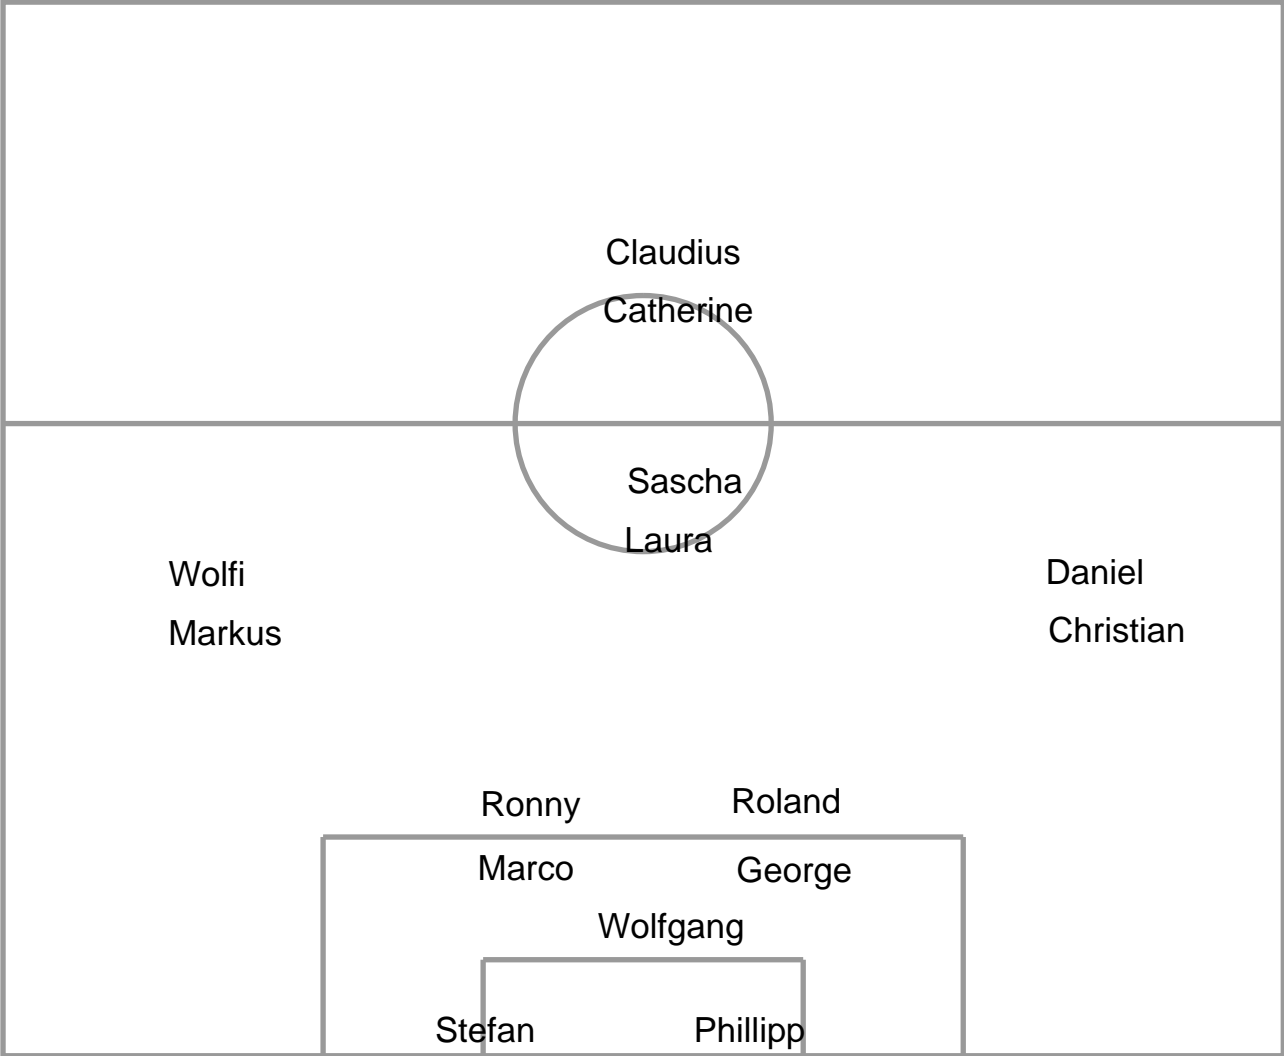 Claudius
Catherine
Sascha
Laura
Wolfi
Daniel
Markus
Christian
Ronny
Roland
Marco
George
Wolfgang
Stefan
Phillipp